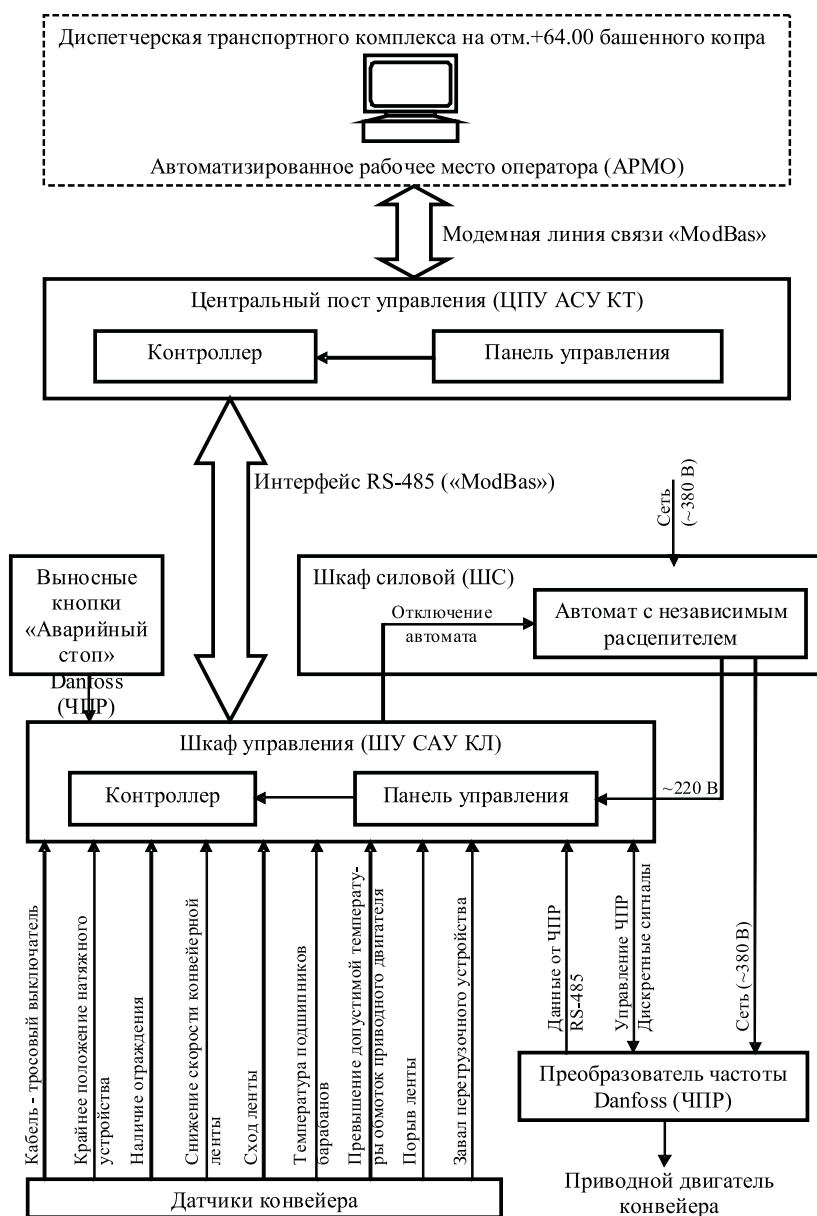 Диспетчерская транспортного комплекса на отм.+64.00 башенного копра
Автоматизированное рабочее место оператора (АРМО)
Модемная линия связи «ModBas»
Центральный пост управления (ЦПУ АСУ КТ)
Контроллер
Панель управления
Интерфейс RS-485 («ModBas»)
Сеть
(~380 В)
Выносные
кнопки
«Аварийный
стоп»
Danfoss
(ЧПР)
Шкаф силовой (ШС)
Отключение
автомата
Автомат с независимым
расцепителем
Шкаф управления (ШУ САУ КЛ)
Контроллер
Панель управления
~220 В
Кабель - тросовый выключатель
Крайнее положение натяжного
устройства
Наличие ограждения
Снижение скорости конвейерной
ленты
Сход ленты
Температура подшипников
барабанов
Превышение допустимой температу-
ры обмоток приводного двигателя
Порыв ленты
Завал перегрузочного устройства
Данные от ЧПР
RS-485
Управление ЧПР
Дискретные сигналы
Сеть (~380 В)
Преобразователь частоты
Danfoss (ЧПР)
Датчики конвейера
Приводной двигатель
конвейера